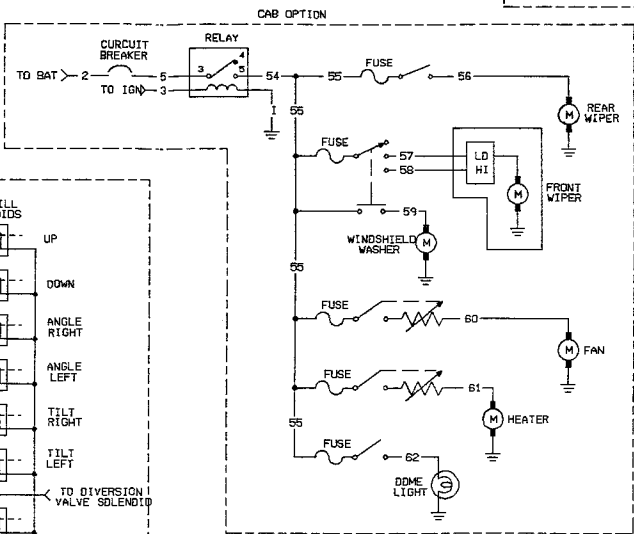 CAB OPTION
CURCUIT
BREAKER
RELAY
TO BAT
2
5
3
4
5
54
55
FUSE
56
TO IGN
3
I
55
REAR
WIPER
M
FUSE
57
58
LO
HI
M
FRONT
WIPER
59
WINDSHIELD
WASHER
M
55
FUSE
60
M
FAN
FUSE
61
M
HEATER
55
FUSE
62
DOME
LIGHT
UP
DOWN
ANGLE
RIGHT
ANGLE
LEFT
TILT
RIGHT
TILT
LEFT
TO DIVERSION
VALVE SOLENOID